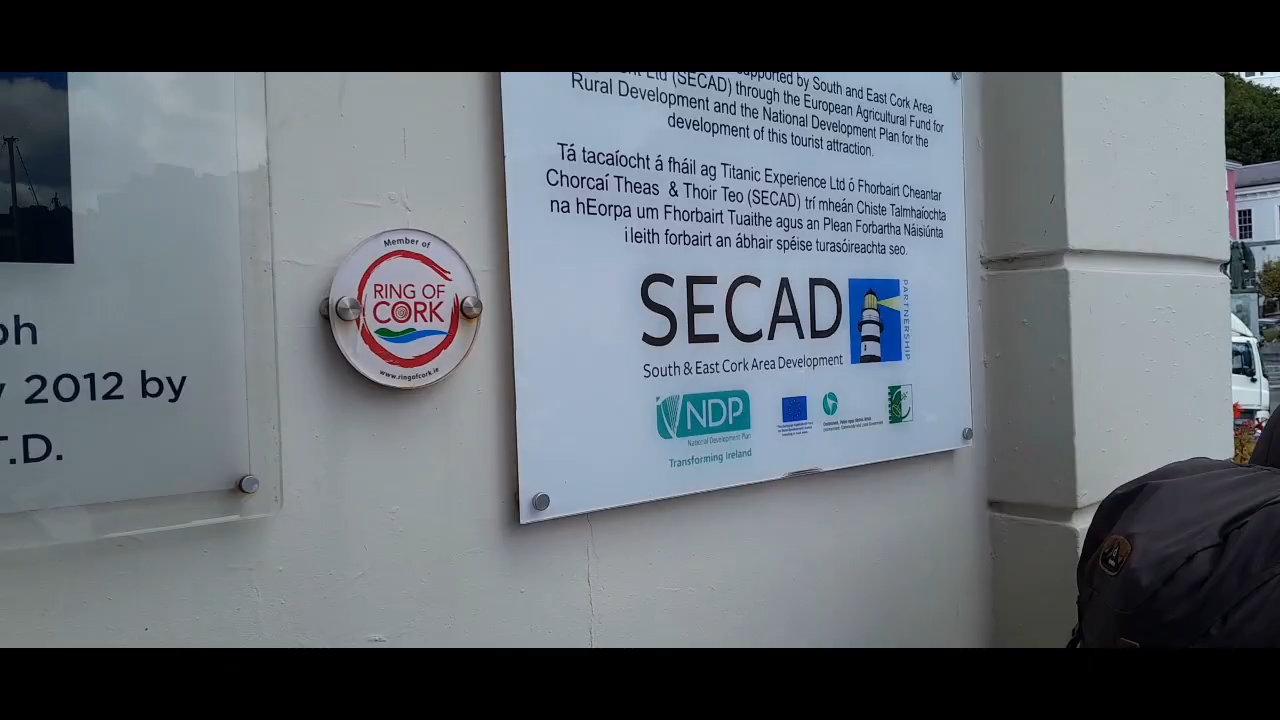 oh
y 2012 by
T.D.
Member of
RING OF
CORK
www.ringofcork.ie
supported by South and East Cork Area
Ltd (SECAD) through the European Agricultural Fund for
Rural Development and the National Development Plan for the
development of this tourist attraction.
Tá tacaíocht á fháil ag Titanic Experience Ltd ó Fhorbairt Cheantar
Chorcaí Theas & Thoir Teo (SECAD) trí mheán Chiste Talmhaíochta
na hEorpa um Fhorbairt Tuaithe agus an Plean Forbartha Náisiúnta
i leith forbairt an ábhair spéise turasóireachta seo.
SECAD
PARTNERSHIP
South & East Cork Area Development
NDP
National Development Plan
Transforming Ireland